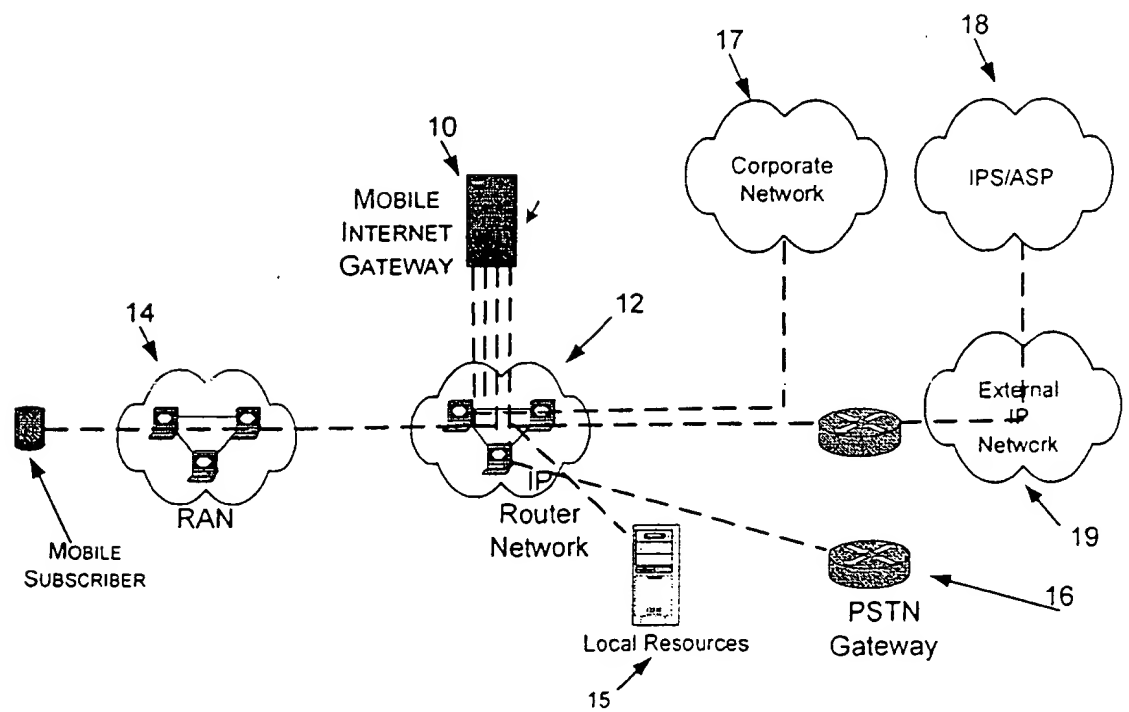 18
17
10
Corporate
Network
IPS/ASP
MOBILE
INTERNET
GATEWAY
12
14
External
IP
Network
IP
RAN
Router
Network
19
MOBILE
SUBSCRIBER
16
PSTN
Gateway
Local Resources
15